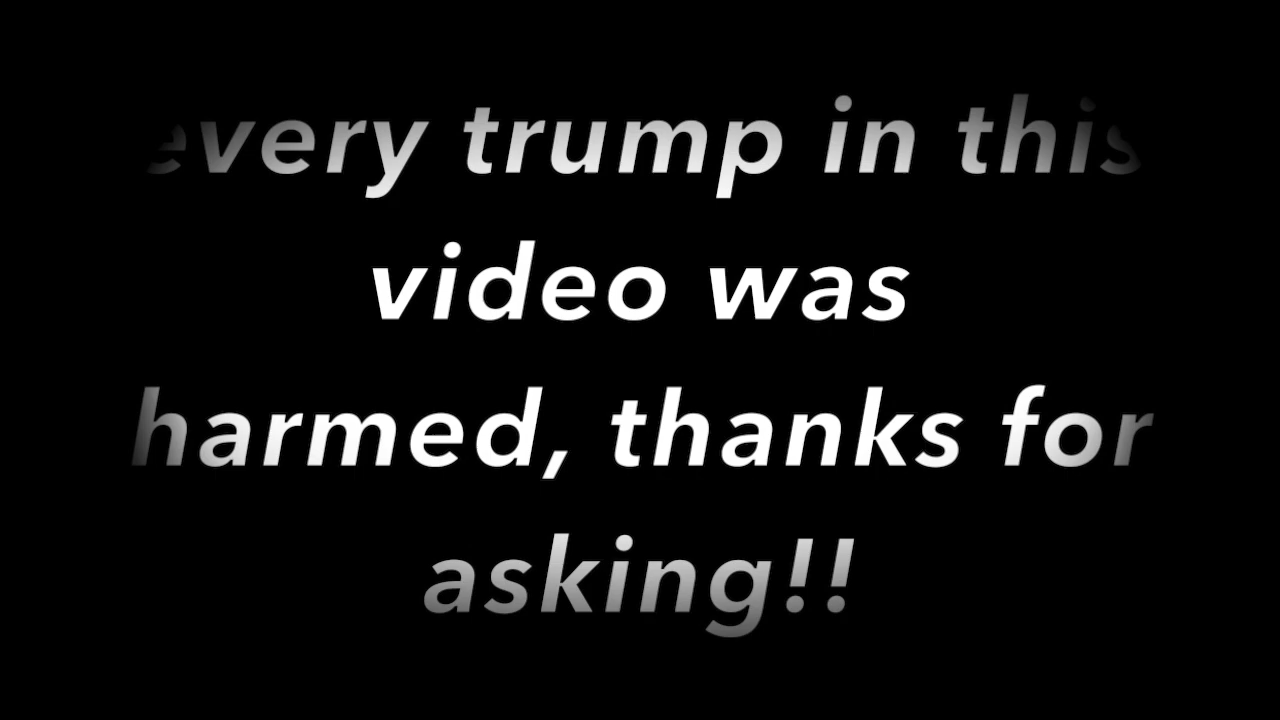 every trump in this
video was
harmed, thanks for
asking!!